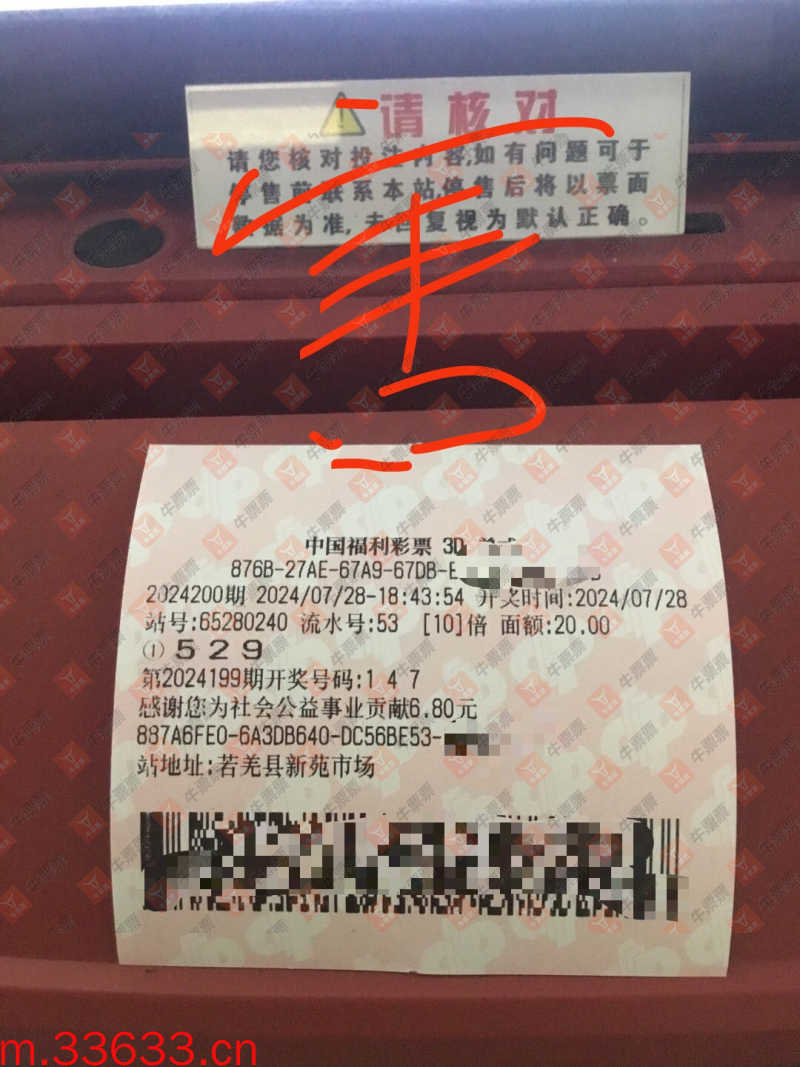 请核对
请您核对投注内容,如有问题可于
停售前联系本站,停售后将以票面
数据为准,未回复视为默认正确。
中国福利彩票 3D
876B-27AE-67A9-67DB-
2024200期 2024/07/28-18:43:54 开奖时间:2024/07/28
站号:65280240 流水号:53 [10]倍 面额:20.00
① 5 2 9
第2024199期开奖号码:1 4 7
感谢您为社会公益事业贡献6.80元
887A6FE0-6A3DB640-DC56BE53-
站地址:若羌县新苑市场
牛票票
m.33633.cn